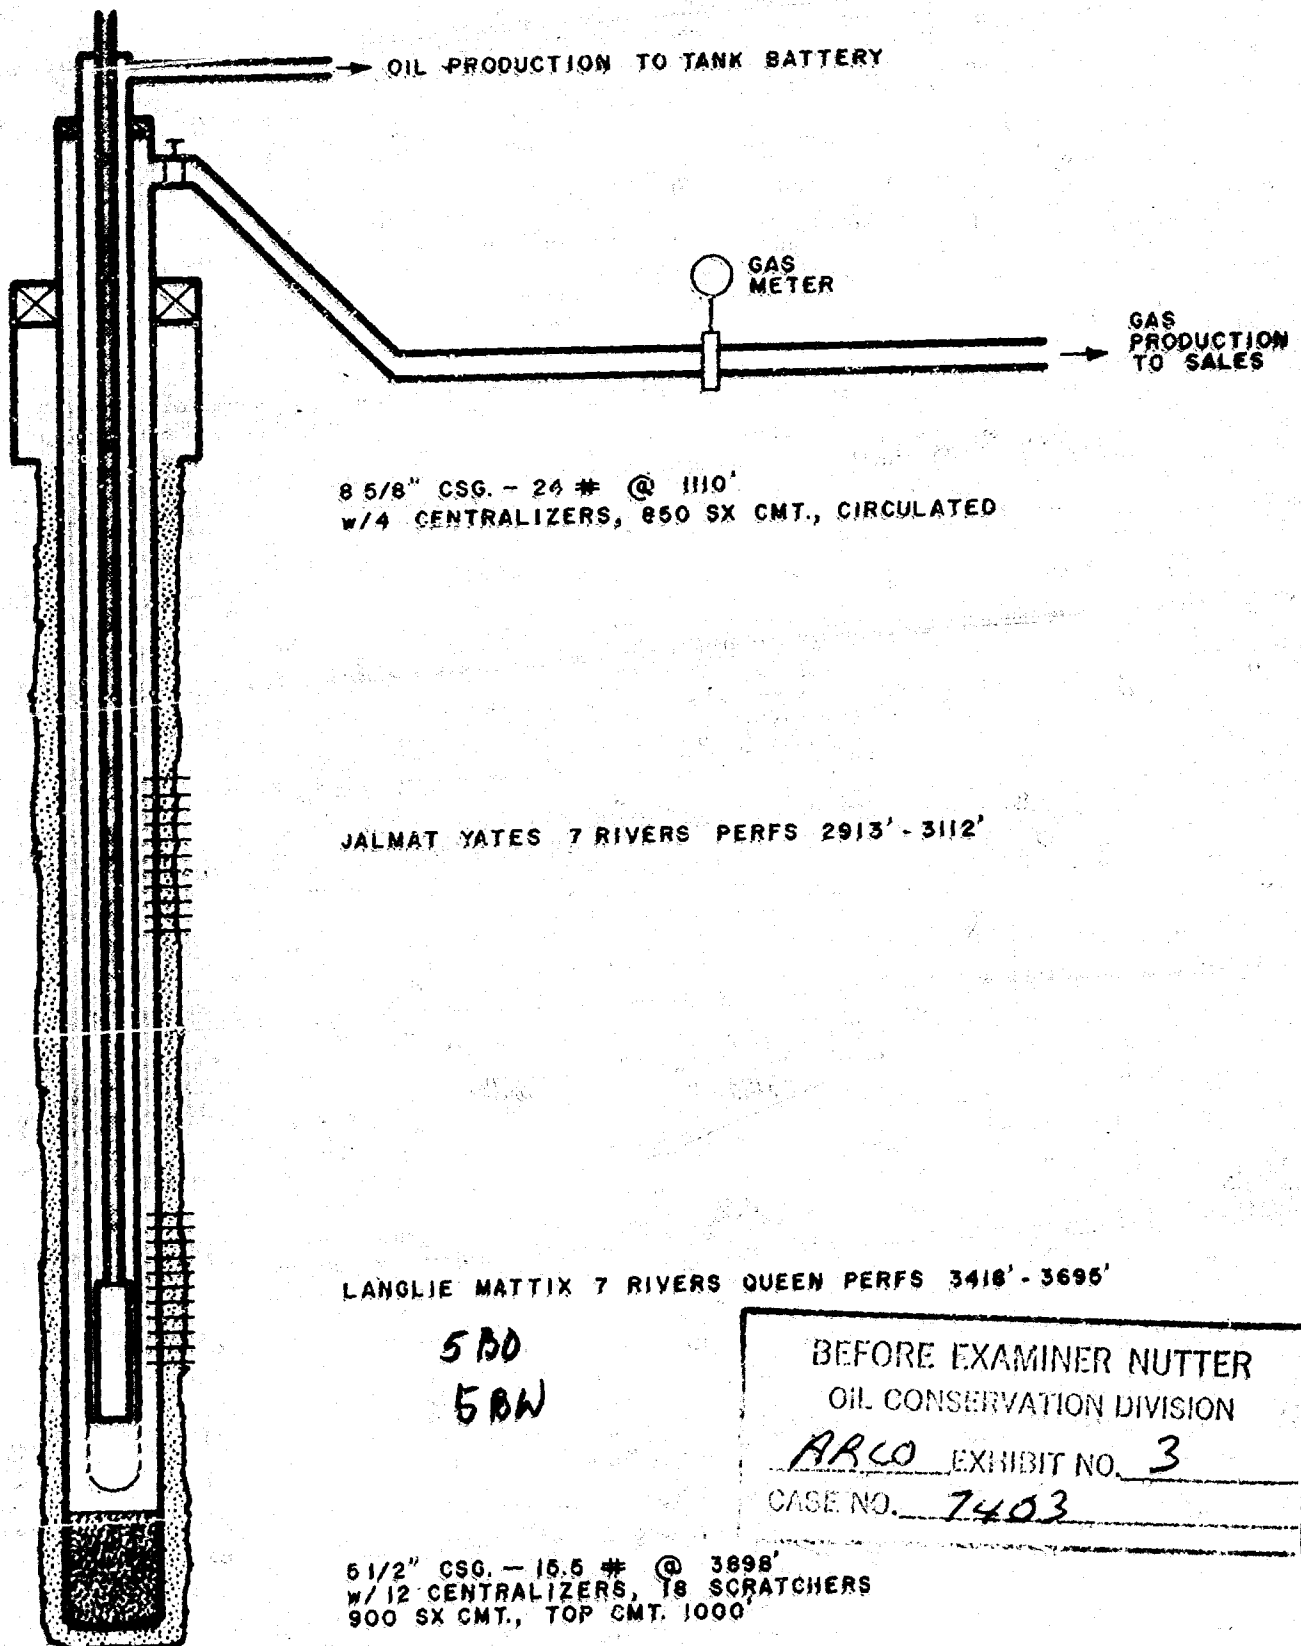 OIL PRODUCTION TO TANK BATTERY
GAS
METER
GAS
PRODUCTION
TO SALES
8 5/8" CSG. - 24 # @ 1110'
w/4 CENTRALIZERS, 850 SX CMT., CIRCULATED
JALMAT YATES 7 RIVERS PERFS 2913' - 3112'
LANGLIE MATTIX 7 RIVERS QUEEN PERFS 3416' - 3695'
5 BO
5 BW
BEFORE EXAMINER NUTTER
OIL CONSERVATION DIVISION
ARCO EXHIBIT NO. 3
CASE NO. 7403
5 1/2" CSG. - 15.5 # @ 3898'
w/ 12 CENTRALIZERS, 18 SCRATCHERS
900 SX CMT., TOP CMT. 1000'